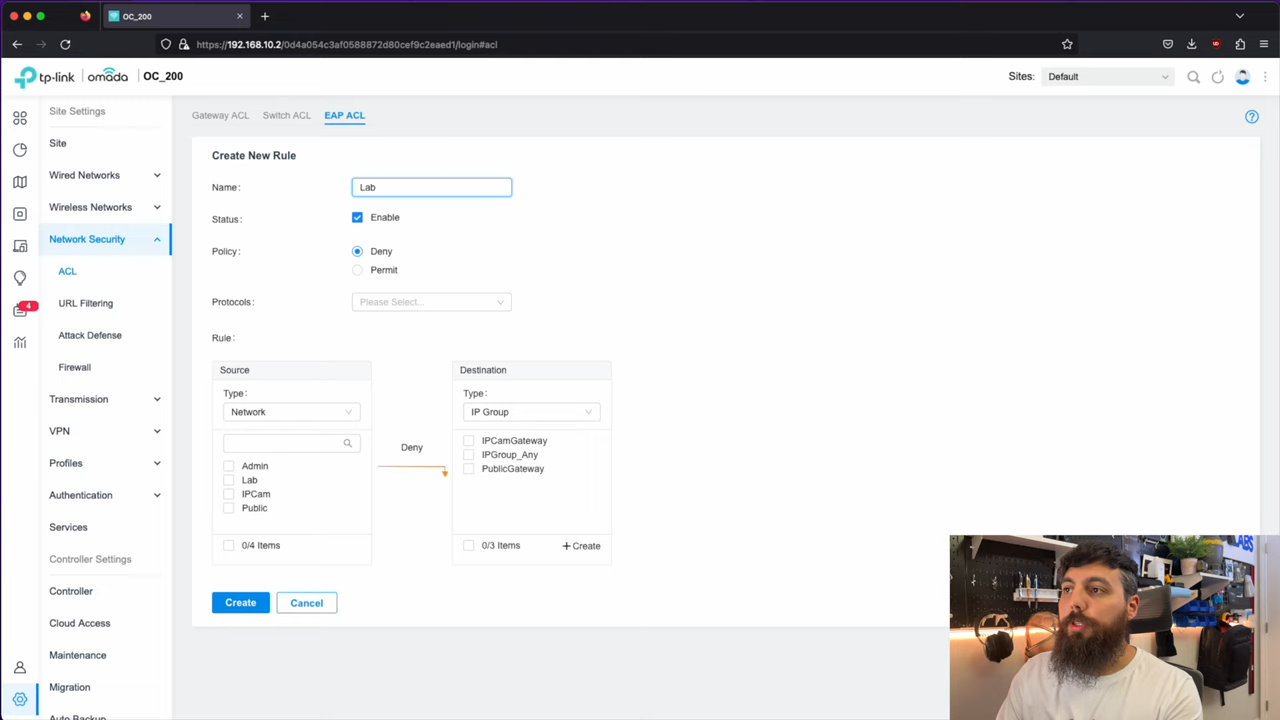 OC_200
https://192.168.10.2/0d4a054c3af0588872d80cef9c2eaed1/login#acl
tp-link | omada | OC_200
Sites: Default
Site Settings
Site
Wired Networks
Wireless Networks
Network Security
ACL
URL Filtering
Attack Defense
Firewall
Transmission
VPN
Profiles
Authentication
Services
Controller Settings
Controller
Cloud Access
Maintenance
Migration
Auto Backup
4
Gateway ACL Switch ACL EAP ACL
Create New Rule
Name: Lab
Status: Enable
Policy: Deny
Permit
Protocols: Please Select...
Rule:
Source
Type:
Network
Admin
Lab
IPCam
Public
0/4 Items
Deny
Destination
Type:
IP Group
IPCamGateway
IPGroup_Any
PublicGateway
0/3 Items + Create
Create Cancel
ABS